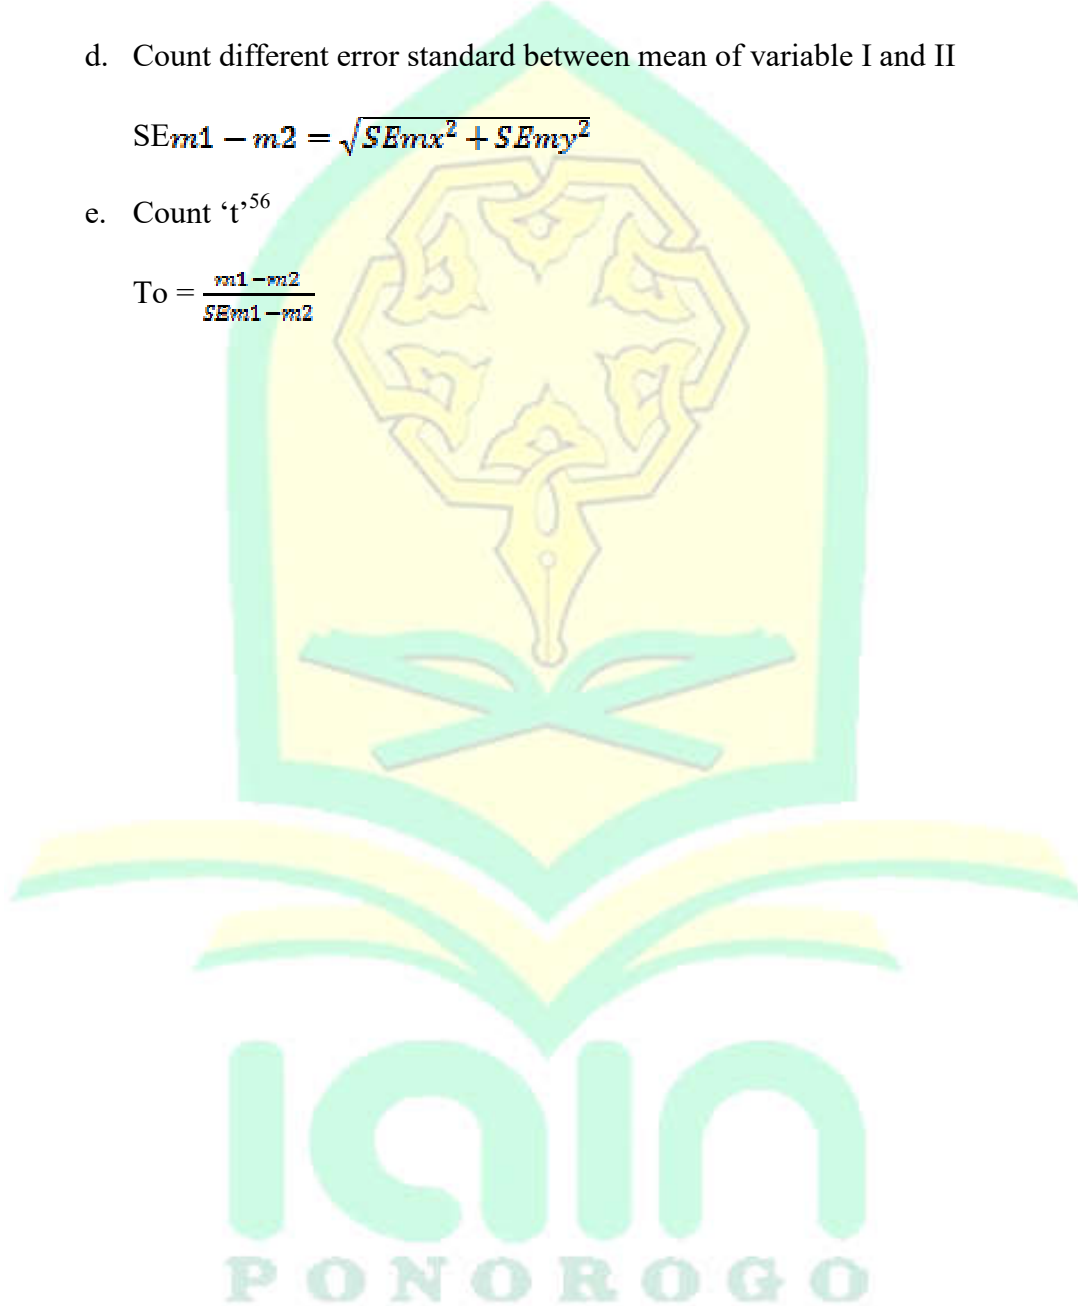 d. Count different error standard between mean of variable I and II
SEm1 − m2 = √SEmx² + SEmy²
e. Count ‘t’⁵⁶
To = m1−m2
SEm1−m2
iain
PONOROGO